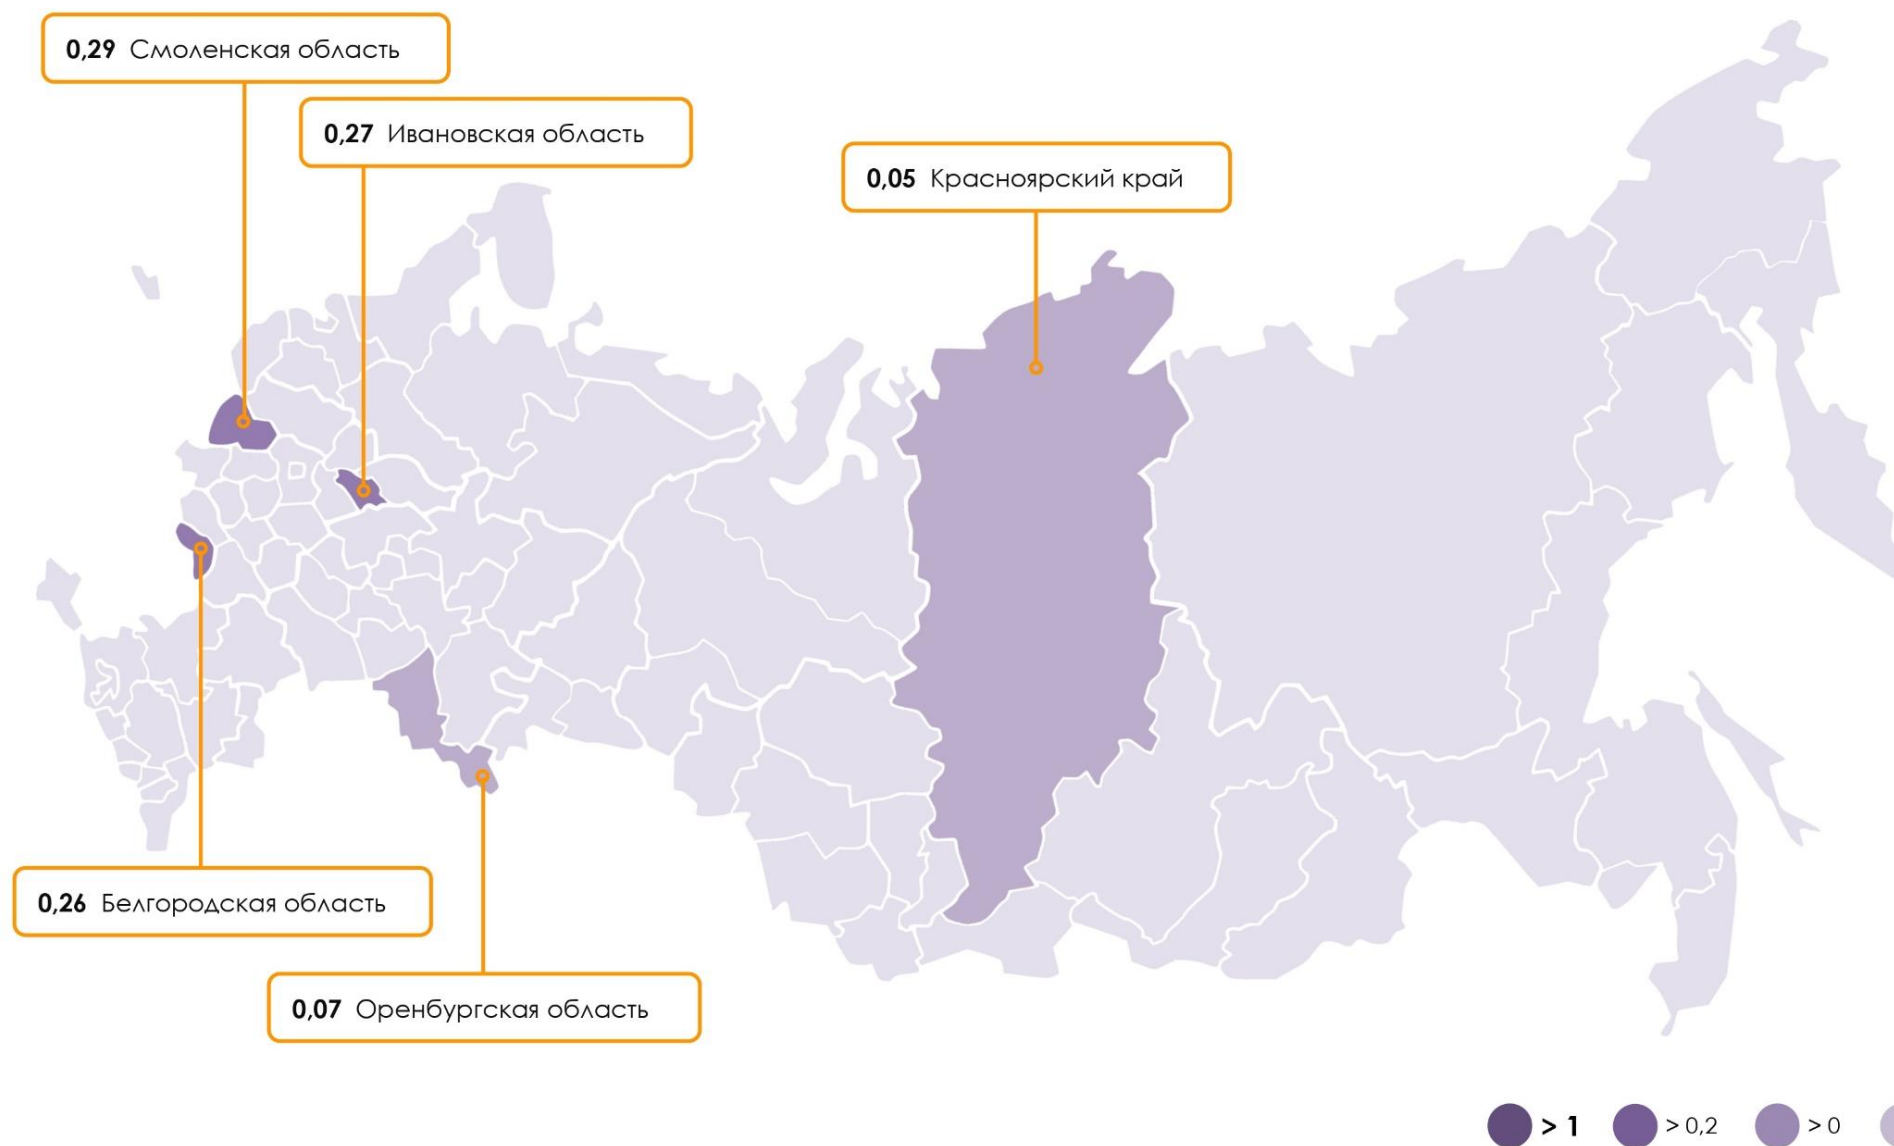 0,29 Смоленская область
0,27 Ивановская область
0,05 Красноярский край
0,26 Белгородская область
0,07 Оренбургская область
> 1 > 0,2 > 0